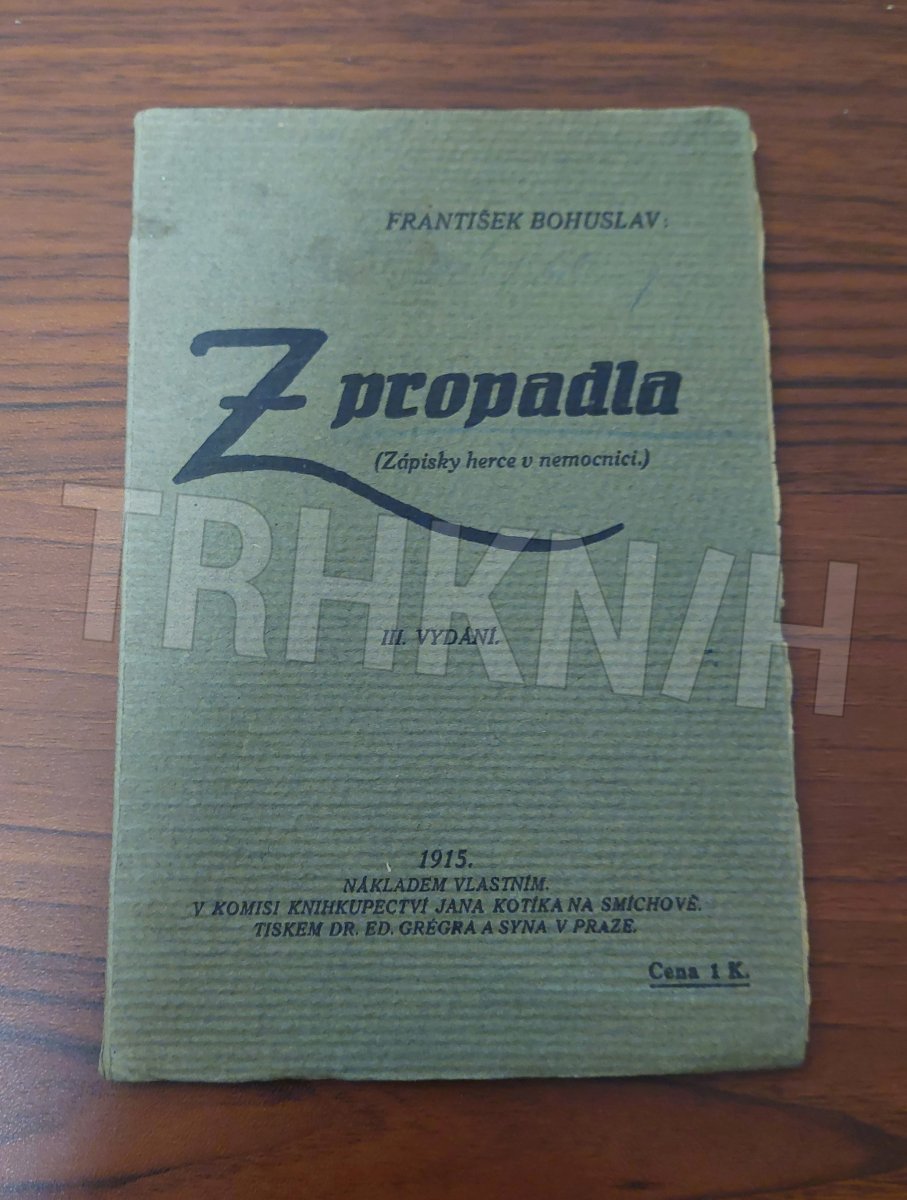 FRANTIŠEK BOHUSLAV:
Z propadla
(Zápisky herce v nemocnici.)
TRHKNIH
III. VYDÁNÍ.
1915.
NÁKLADEM VLASTNÍM.
V KOMISI KNIHKUPECTVÍ JANA KOTÍKA NA SMÍCHOVĚ.
TISKEM DR. ED. GRÉGRA A SYNA V PRAZE.
Cena 1 K.